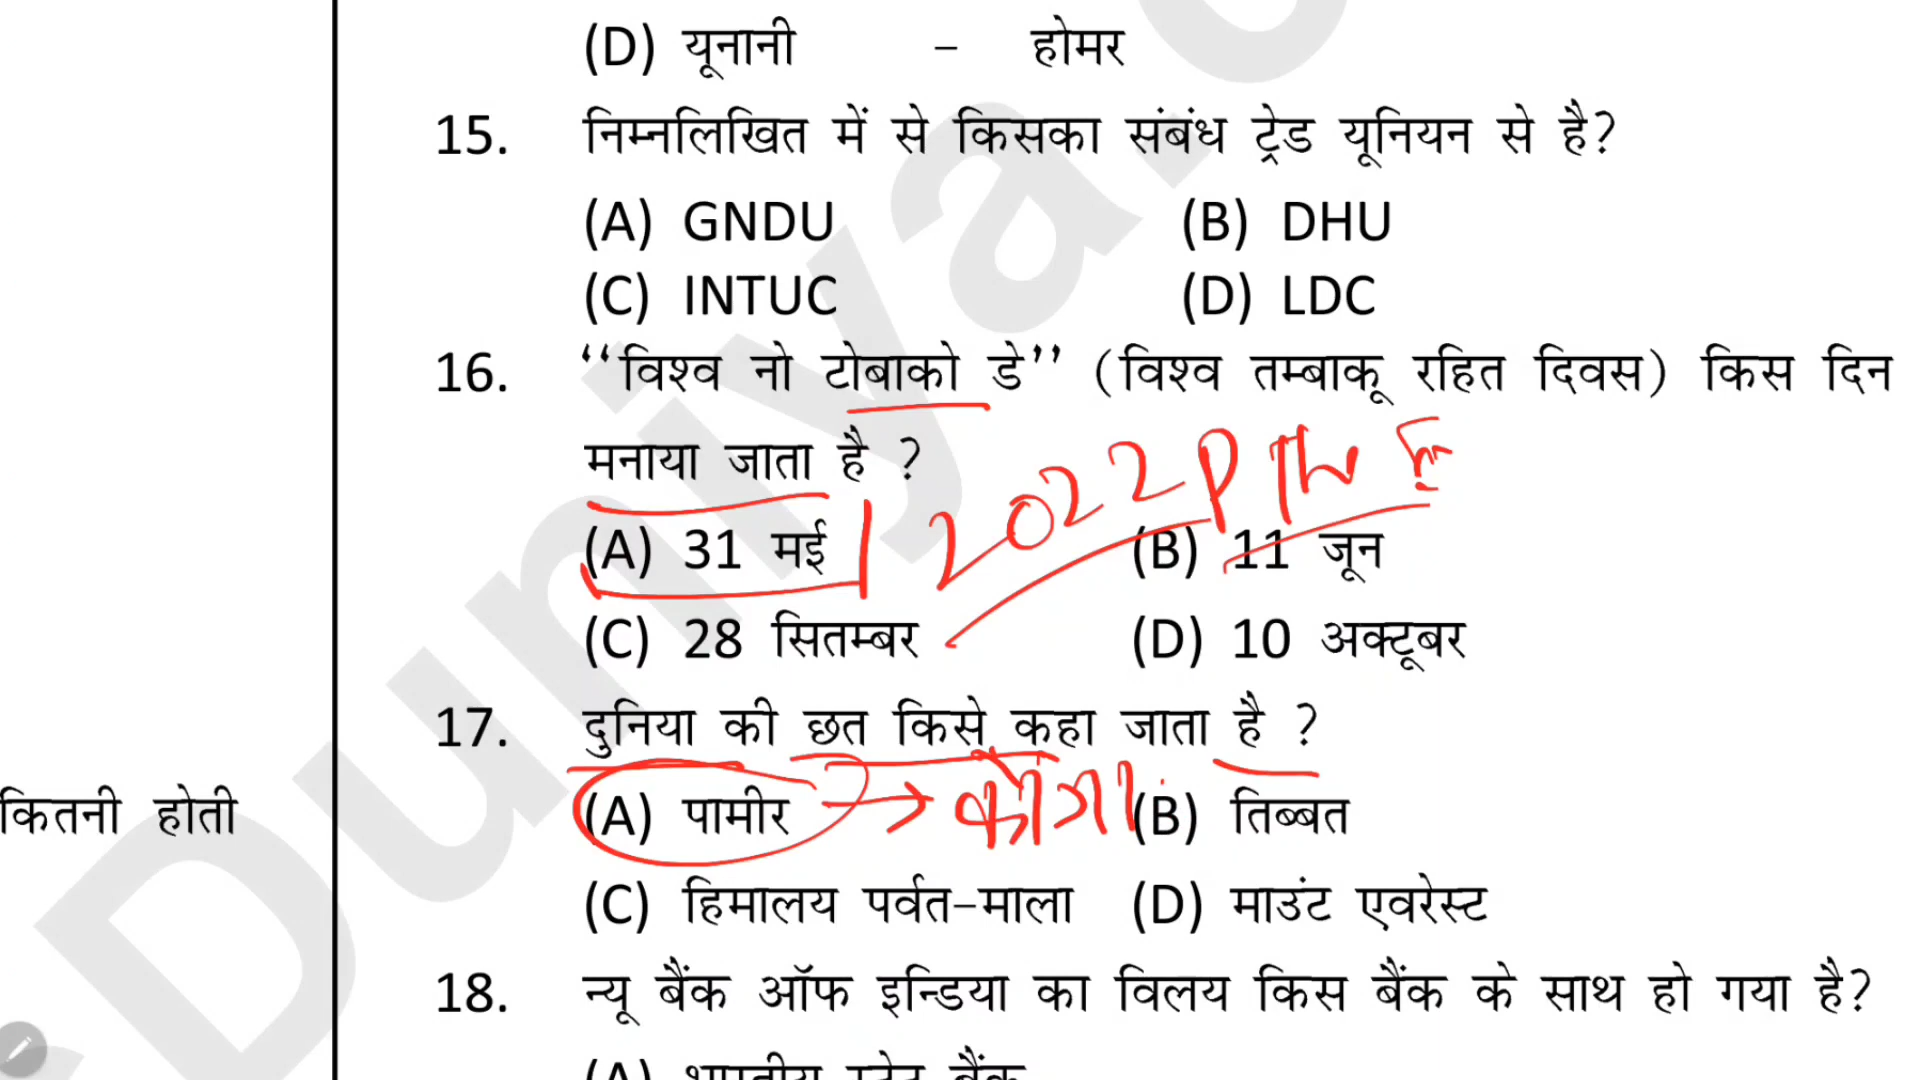 (D) यूनानी – होमर
15. निम्नलिखित में से किसका संबंध ट्रेड यूनियन से है?
(A) GNDU (B) DHU
(C) INTUC (D) LDC
16. ‘‘विश्व नो टोबाको डे’’ (विश्व तम्बाकू रहित दिवस) किस दिन
मनाया जाता है ?
2022
(A) 31 मई (B) 11 जून
(C) 28 सितम्बर (D) 10 अक्टूबर
17. दुनिया की छत किसे कहा जाता है ?
(A) पामीर (B) तिब्बत
(C) हिमालय पर्वत-माला (D) माउंट एवरेस्ट
18. न्यू बैंक ऑफ इन्डिया का विलय किस बैंक के साथ हो गया है?
(A) भारतीय स्टेट बैंक
कितनी होती
Duniya.c